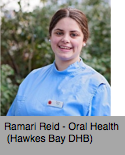 Ramari Reid - Oral Health
(Hawkes Bay DHB)